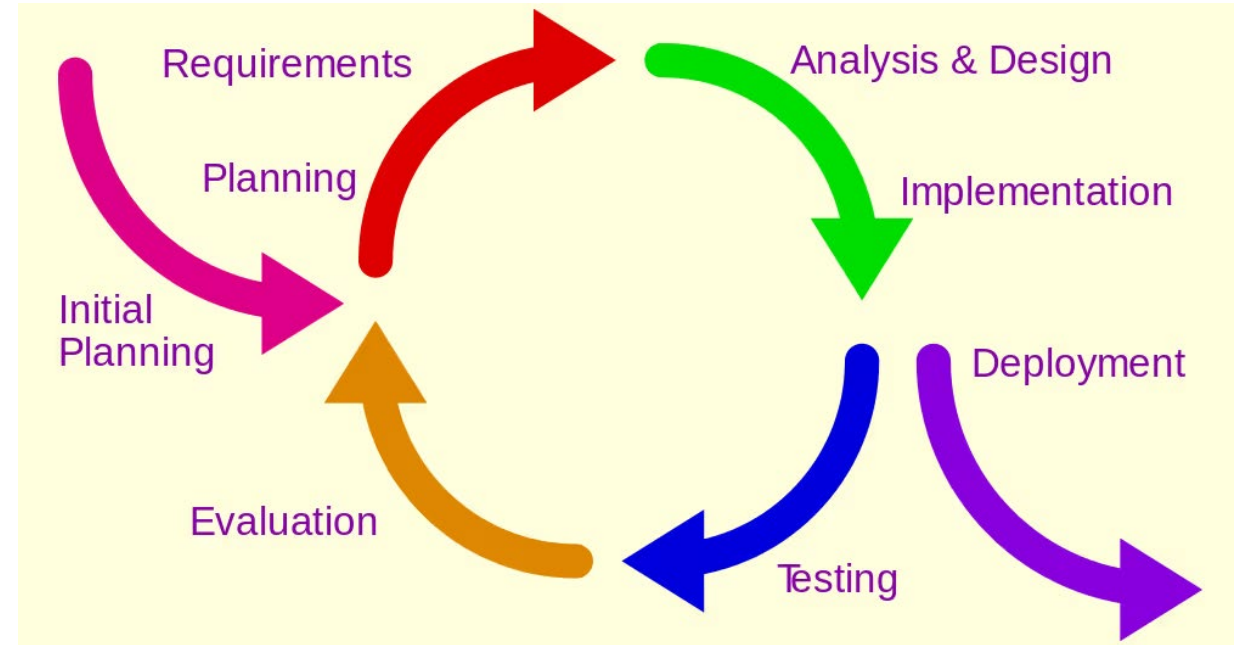 Requirements
Analysis & Design
Planning
Implementation
Initial
Planning
Deployment
Evaluation
Testing